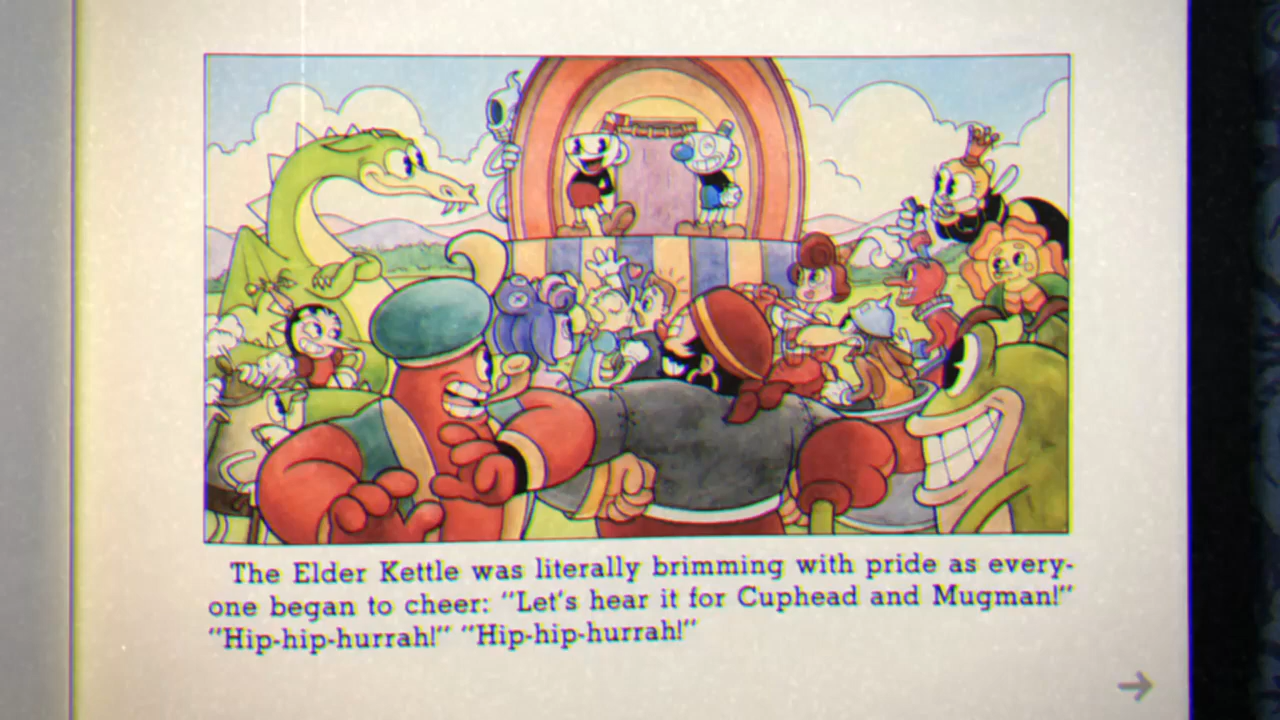 The Elder Kettle was literally brimming with pride as every-
one began to cheer: “Let's hear it for Cuphead and Mugman!”
“Hip-hip-hurrah!” “Hip-hip-hurrah!”